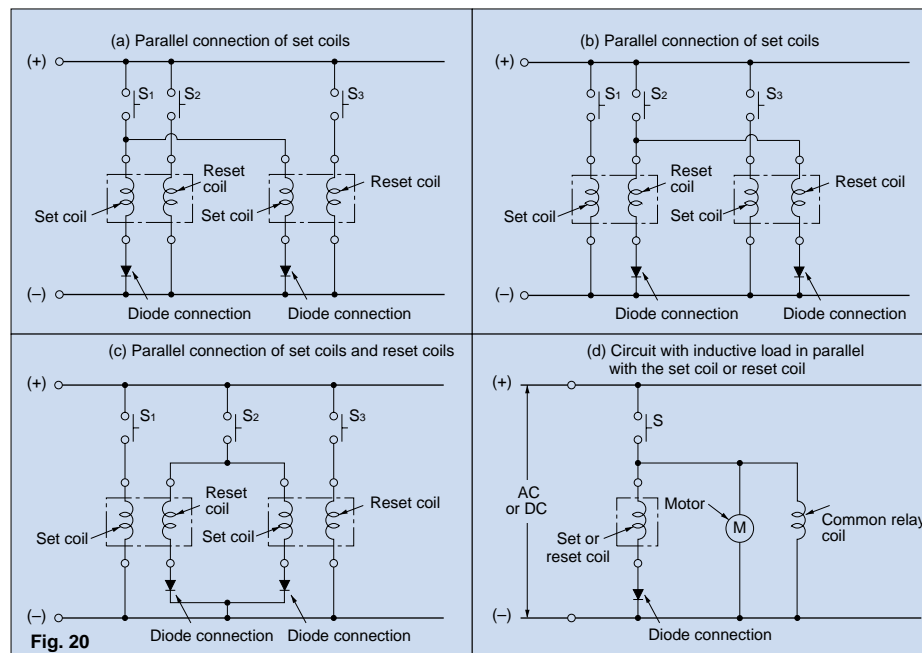 (a) Parallel connection of set coils
(+)
S1
S2
S3
Reset
coil
Reset coil
Set coil
Set coil
(–)
Diode connection
Diode connection
(b) Parallel connection of set coils
(+)
S1
S2
S3
Reset
coil
Reset coil
Set coil
Set coil
(–)
Diode connection
Diode connection
(c) Parallel connection of set coils and reset coils
(+)
S1
S2
S3
Reset
coil
Reset coil
Set coil
Set coil
(–)
Diode connection
Diode connection
Fig. 20
(d) Circuit with inductive load in parallel
with the set coil or reset coil
(+)
S
AC
or DC
Motor
M
Common relay
coil
Set or
reset coil
(–)
Diode connection